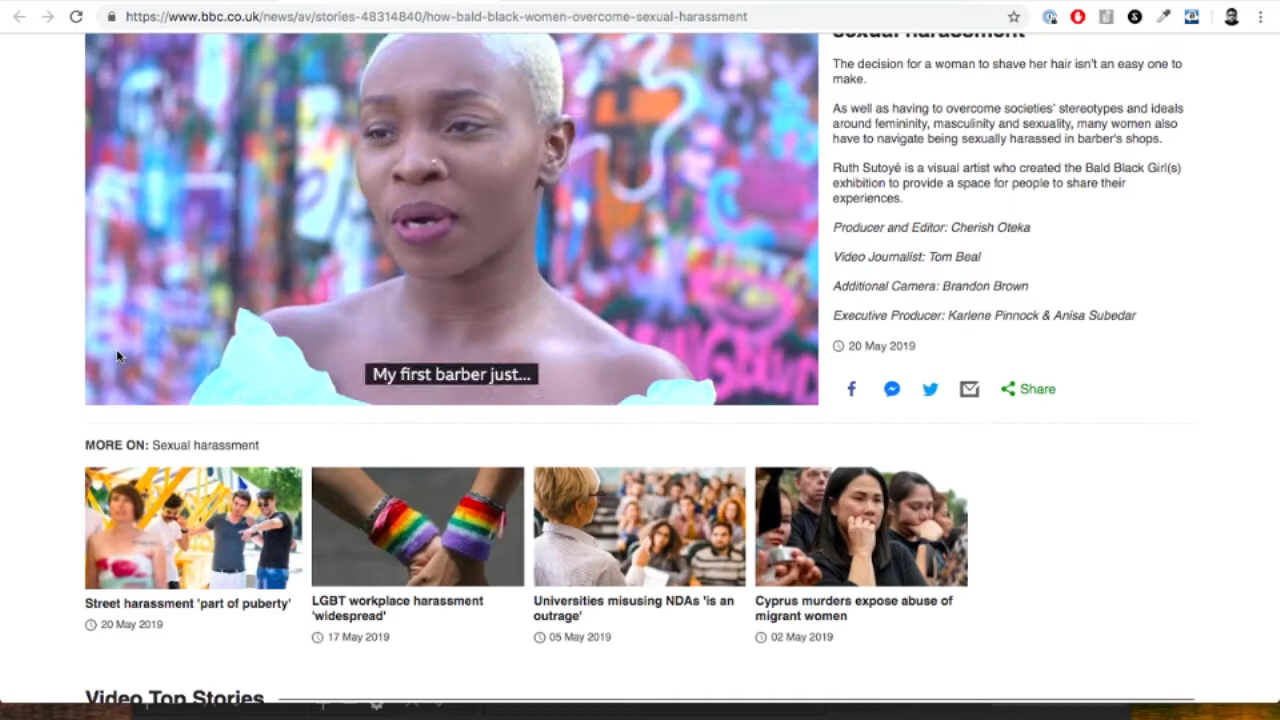 https://www.bbc.co.uk/news/av/stories-48314840/how-bald-black-women-overcome-sexual-harassment
sexual harassment
The decision for a woman to shave her hair isn't an easy one to
make.
As well as having to overcome societies' stereotypes and ideals
around femininity, masculinity and sexuality, many women also
have to navigate being sexually harassed in barber's shops.
Ruth Sutoyé is a visual artist who created the Bald Black Girl(s)
exhibition to provide a space for people to share their
experiences.
Producer and Editor: Cherish Oteka
Video Journalist: Tom Beal
Additional Camera: Brandon Brown
Executive Producer: Karlene Pinnock & Anisa Subedar
20 May 2019
Share
My first barber just...
MORE ON: Sexual harassment
Street harassment 'part of puberty'
20 May 2019
LGBT workplace harassment
'widespread'
17 May 2019
Universities misusing NDAs 'is an
outrage'
05 May 2019
Cyprus murders expose abuse of
migrant women
02 May 2019
Video Top Stories